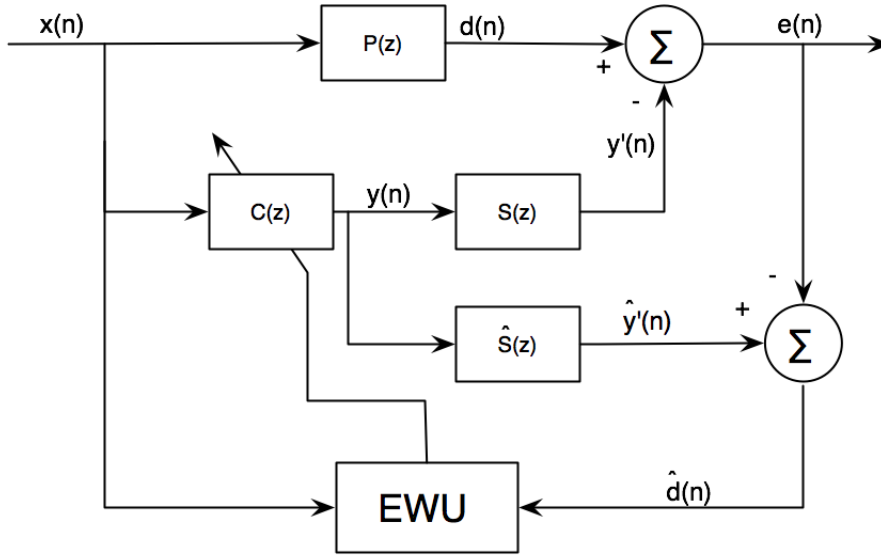 x(n)
P(z)
d(n)
Σ
e(n)
+
-
y'(n)
C(z)
y(n)
S(z)
-
+
Ŝ(z)
ŷ'(n)
Σ
EWU
d̂(n)